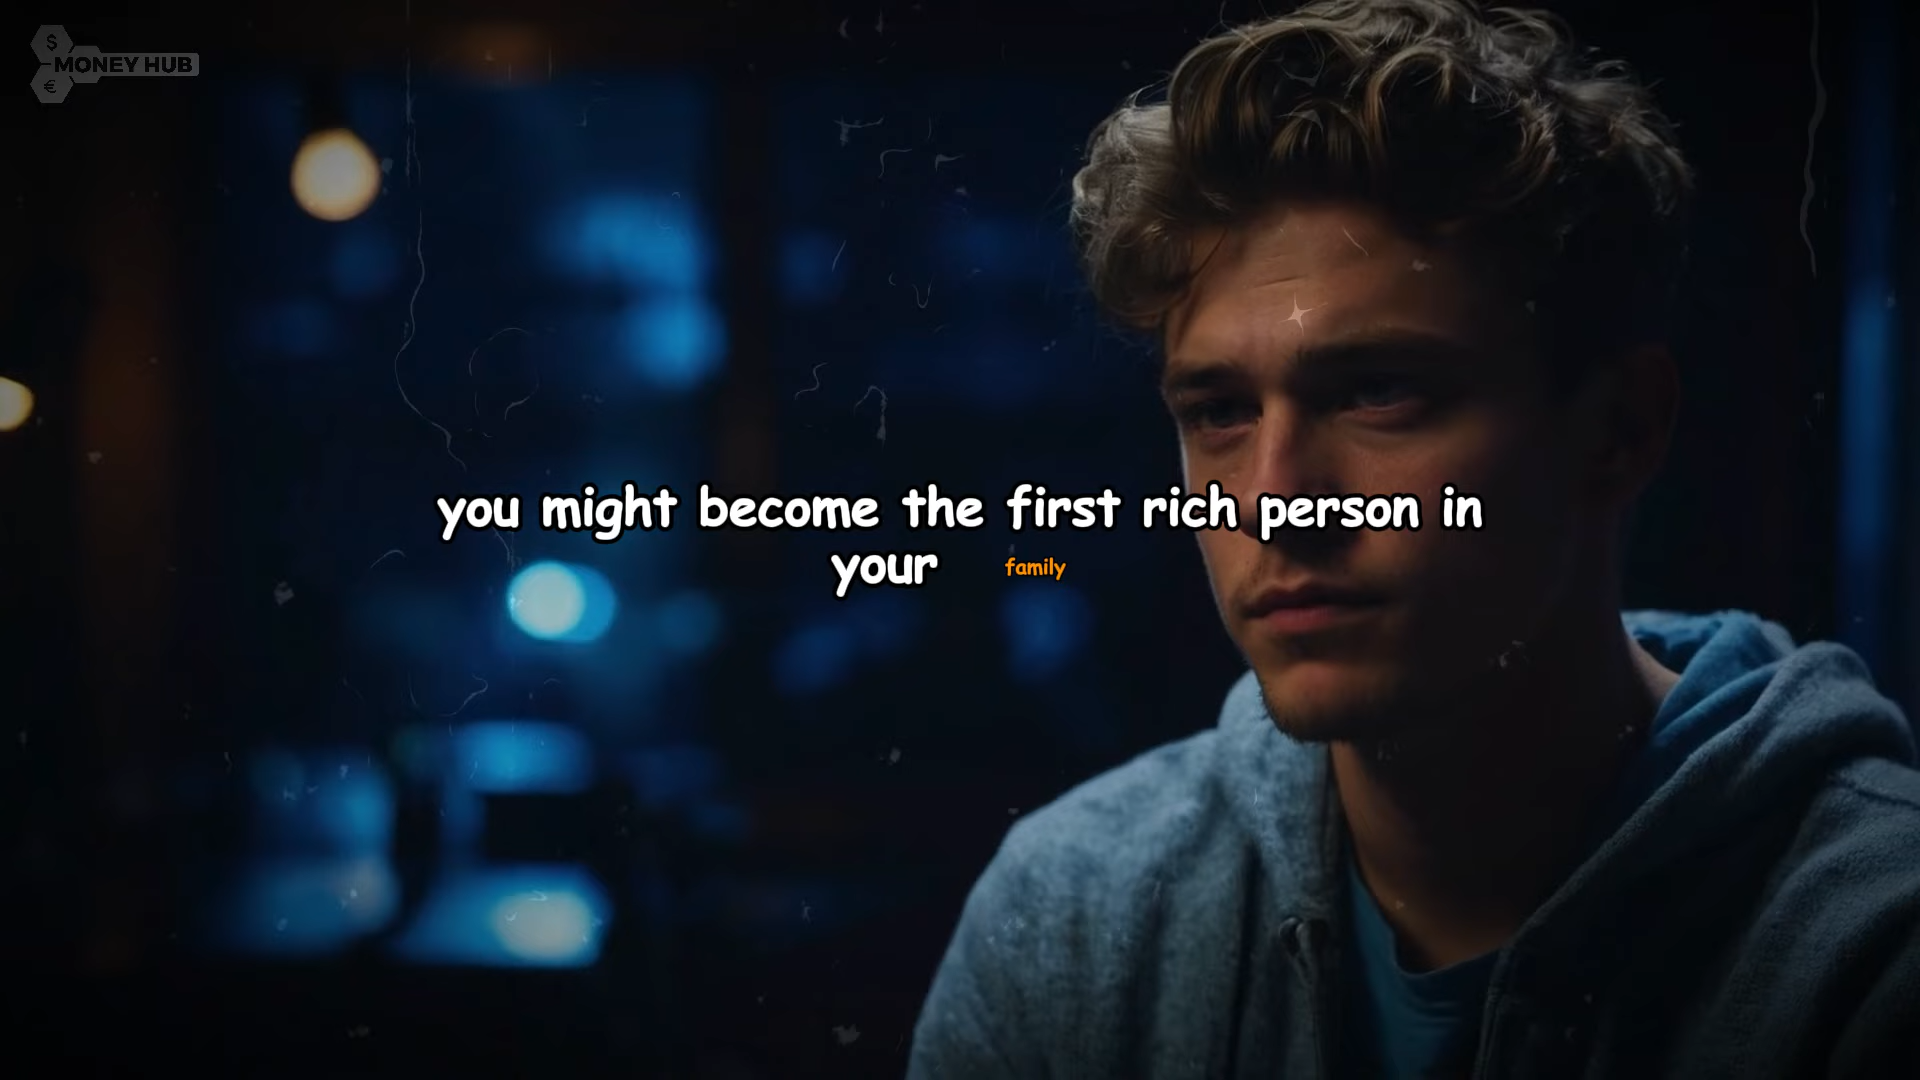 $
MONEY HUB
€
you might become the first rich person in
your family